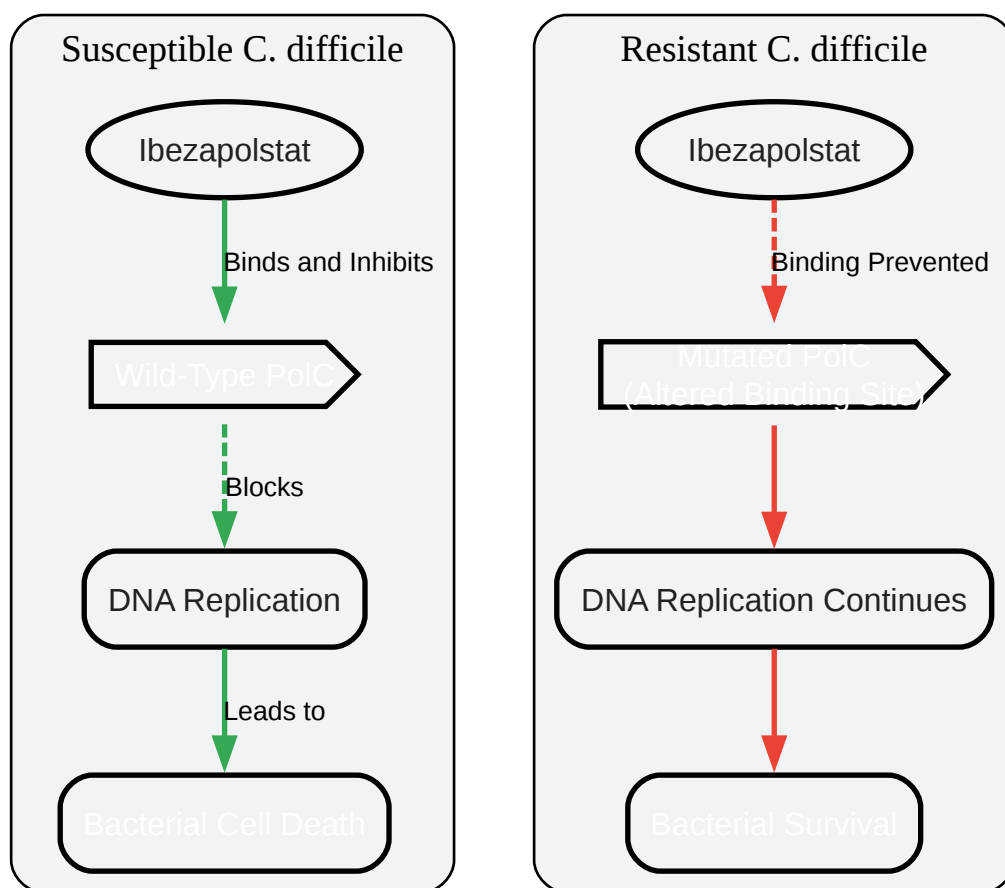 Susceptible C. difficile
Ibezapolstat
Binds and Inhibits
Wild-Type PolC
Blocks
DNA Replication
Leads to
Bacterial Cell Death
Resistant C. difficile
Ibezapolstat
Binding Prevented
Mutated PolC
(Altered Binding Site)
DNA Replication Continues
Bacterial Survival